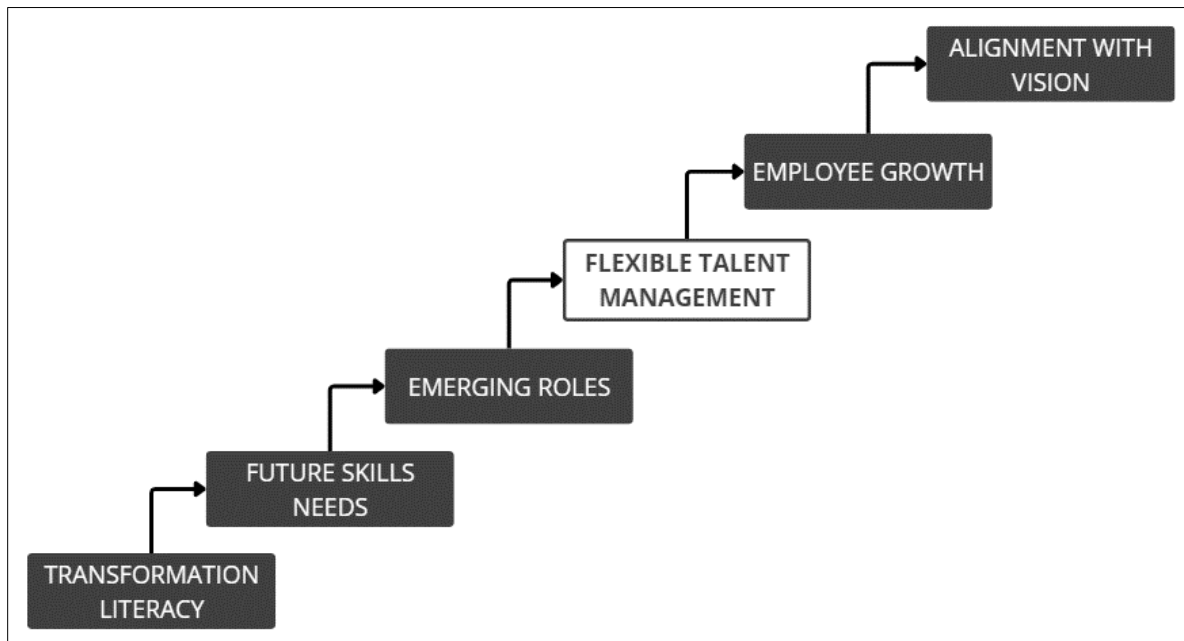 ALIGNMENT WITH
VISION
EMPLOYEE GROWTH
FLEXIBLE TALENT
MANAGEMENT
EMERGING ROLES
FUTURE SKILLS
NEEDS
TRANSFORMATION
LITERACY